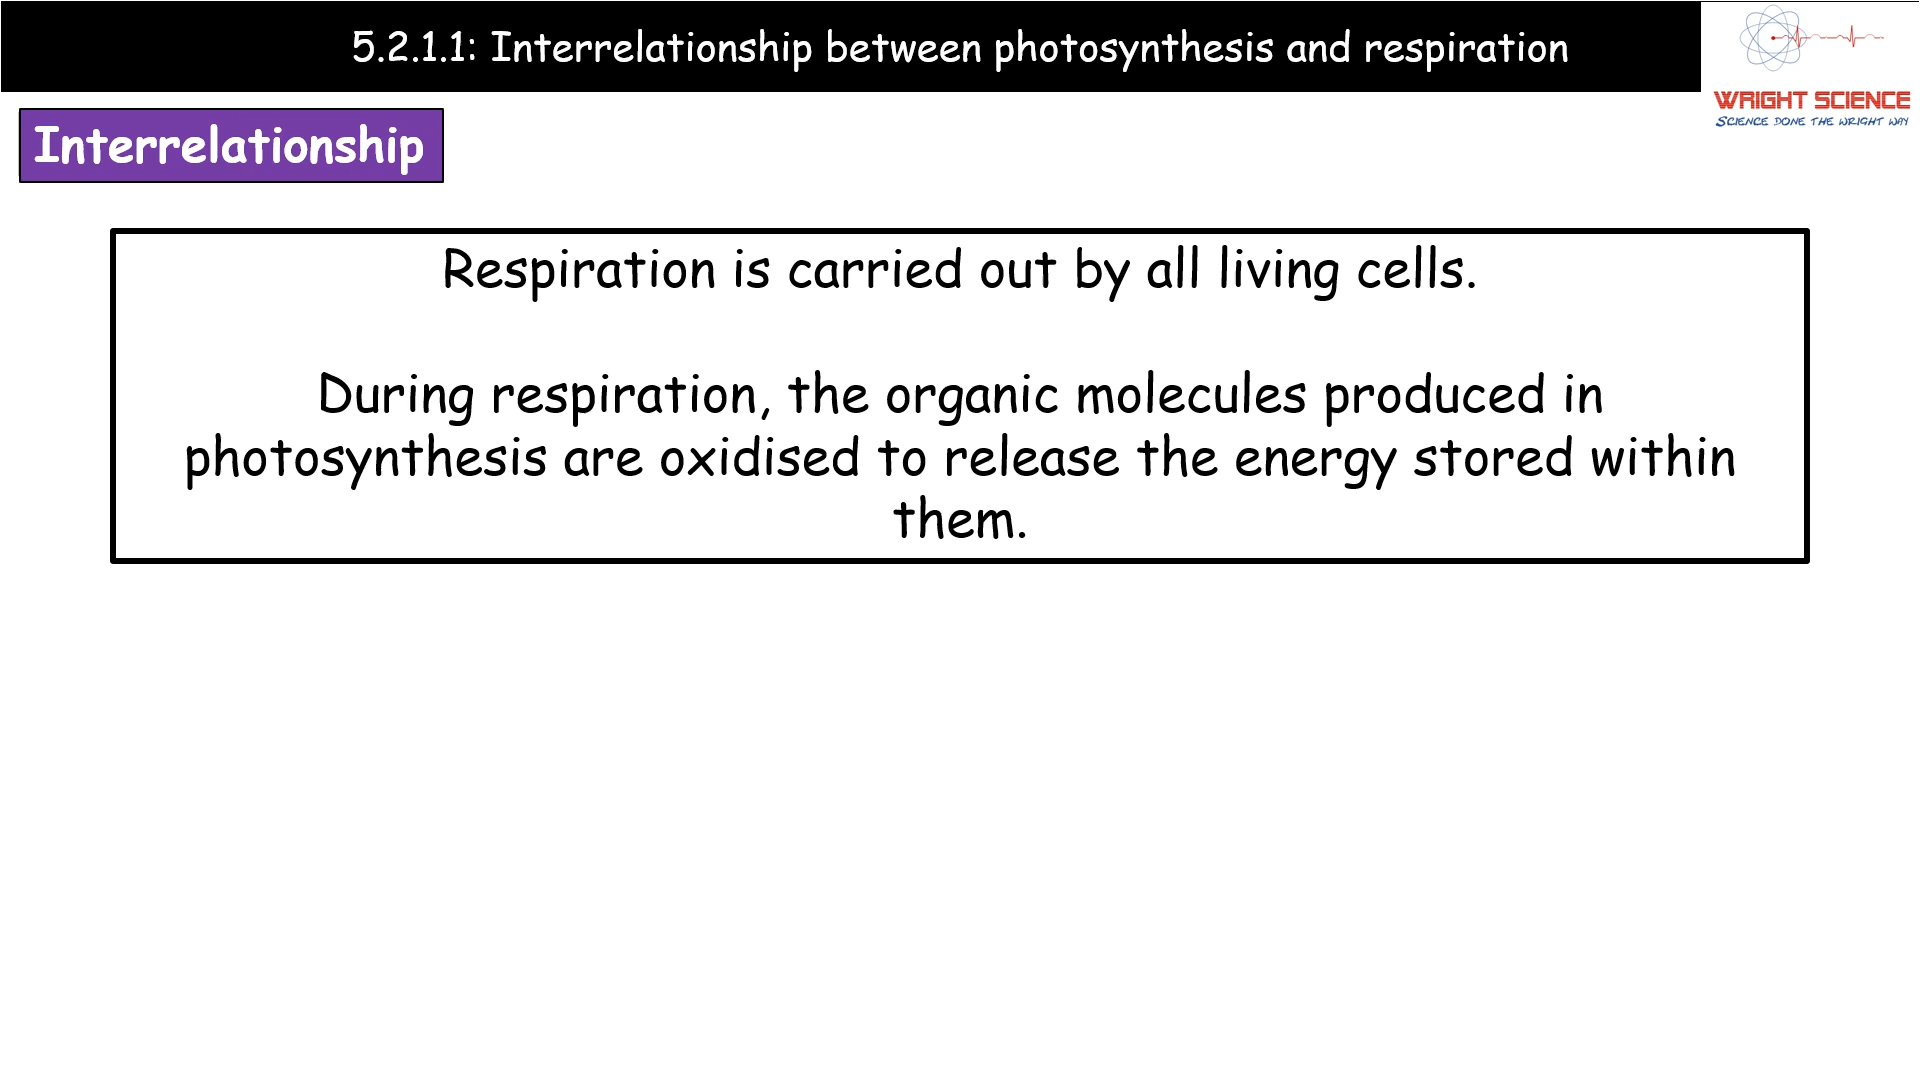 5.2.1.1: Interrelationship between photosynthesis and respiration
WRIGHT SCIENCE
SCIENCE DONE THE WRIGHT WAY
Interrelationship
Respiration is carried out by all living cells.
During respiration, the organic molecules produced in
photosynthesis are oxidised to release the energy stored within
them.